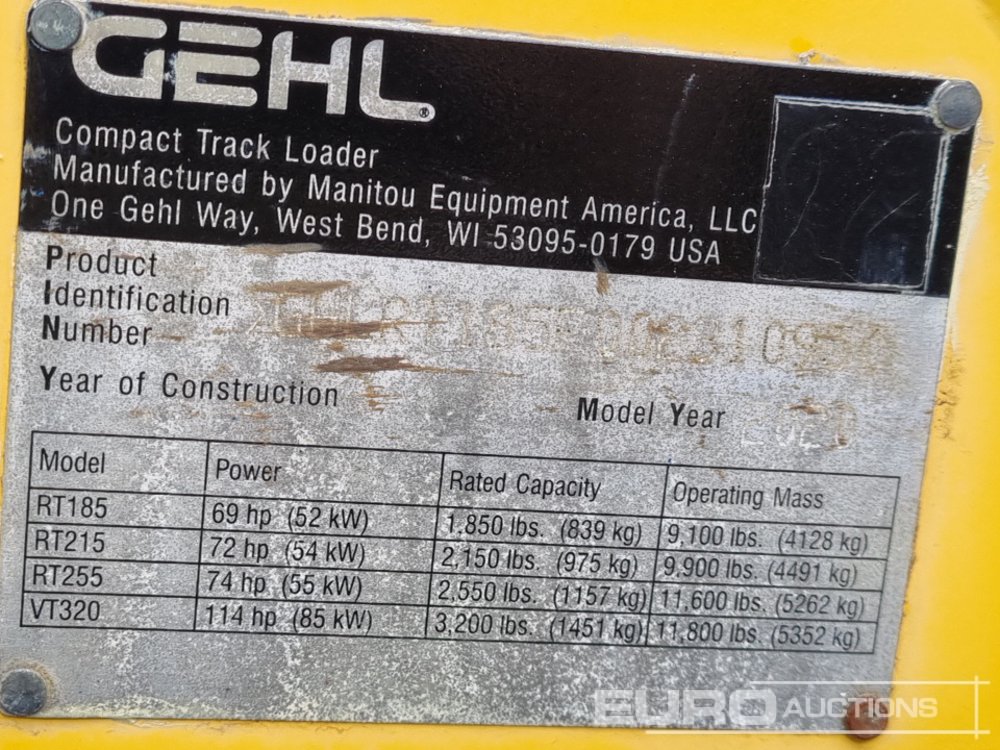 GEHL®
Compact Track Loader
Manufactured by Manitou Equipment America, LLC
One Gehl Way, West Bend, WI 53095-0179 USA
Product
Identification
Number
Year of Construction
Model Year
Model Power Rated Capacity Operating Mass
RT185 69 hp (52 kW) 1,850 lbs. (839 kg) 9,100 lbs. (4128 kg)
RT215 72 hp (54 kW) 2,150 lbs. (975 kg) 9,900 lbs. (4491 kg)
RT255 74 hp (55 kW) 2,550 lbs. (1157 kg) 11,600 lbs. (5262 kg)
VT320 114 hp (85 kW) 3,200 lbs. (1451 kg) 11,800 lbs. (5352 kg)
EURO AUCTIONS